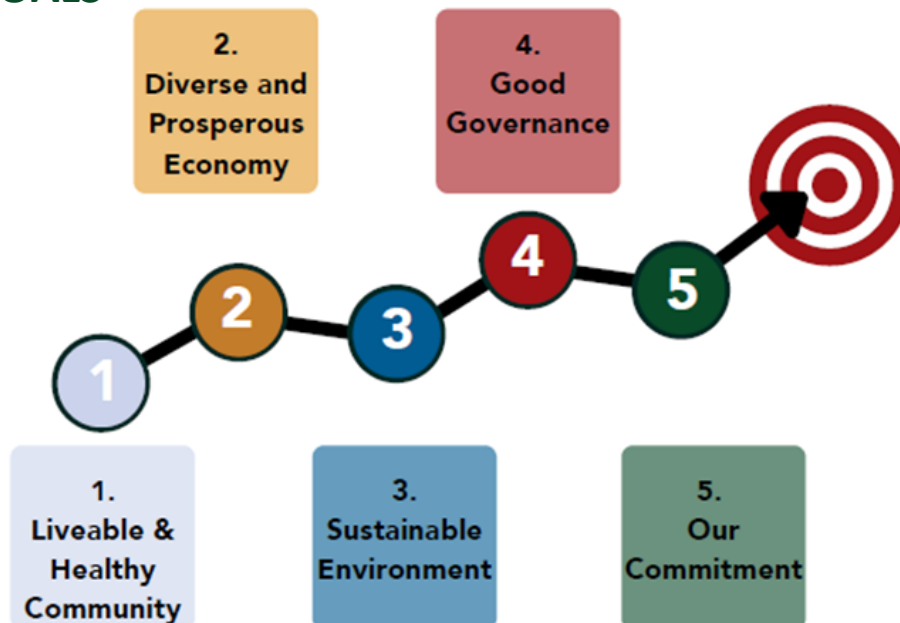 2.
Diverse and
Prosperous
Economy
4.
Good
Governance
1
2
3
4
5
1.
Liveable &
Healthy
Community
3.
Sustainable
Environment
5.
Our
Commitment